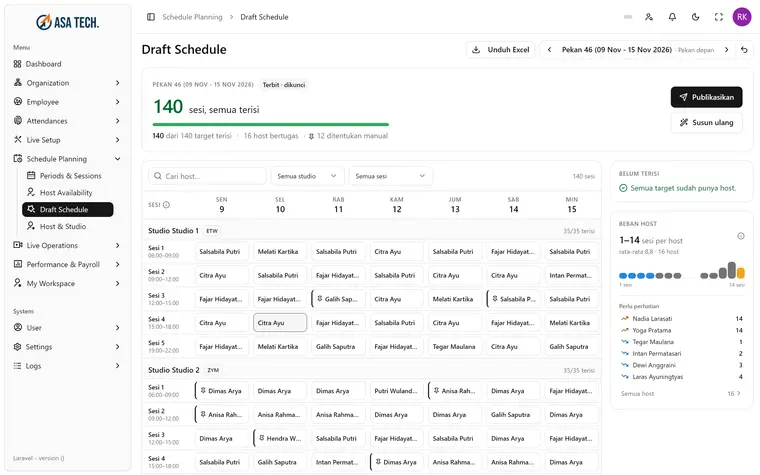 ASA TECH.
Menu
Dashboard
Organization
Employee
Attendances
Live Setup
Schedule Planning
Periods & Sessions
Host Availability
Draft Schedule
Host & Studio
Live Operations
Performance & Payroll
My Workspace
System
User
Settings
Logs
Laravel - version ()
Schedule Planning > Draft Schedule
RK
Draft Schedule
Unduh Excel
Pekan 46 (09 Nov - 15 Nov 2026) · Pekan depan
PEKAN 46 (09 NOV - 15 NOV 2026) Terbit · dikunci
140 sesi, semua terisi
140 dari 140 target terisi · 16 host bertugas · 12 ditentukan manual
Publikasikan
Susun ulang
Cari host...
Semua studio
Semua sesi
140 sesi
SESI SEN 9 SEL 10 RAB 11 KAM 12 JUM 13 SAB 14 MIN 15
Studio Studio 1 ETW 35/35 terisi
Sesi 1 Salsabila Putri Melati Kartika Salsabila Putri Citra Ayu Salsabila Putri Fajar Hidayat... Salsabila Putri
06:00–09:00
Sesi 2 Citra Ayu Salsabila Putri Fajar Hidayat... Salsabila Putri Citra Ayu Citra Ayu Intan Permat...
09:00–12:00
Sesi 3 Fajar Hidayat... Fajar Hidayat... Galih Sap... Citra Ayu Melati Kartika Salsabila P... Salsabila Putri
12:00–15:00
Sesi 4 Citra Ayu Citra Ayu Fajar Hidayat... Salsabila Putri Citra Ayu Fajar Hidayat... Melati Kartika
15:00–18:00
Sesi 5 Fajar Hidayat... Melati Kartika Galih Saputra Fajar Hidayat... Tegar Maulana Citra Ayu Galih Saputra
19:00–22:00
Studio Studio 2 ZYM 35/35 terisi
Sesi 1 Dimas Arya Dimas Arya Dimas Arya Putri Wuland... Anisa Rah... Dimas Arya Fajar Hidayat...
06:00–09:00
Sesi 2 Anisa Rah... Anisa Rahma... Anisa Rahma... Anisa Rahma... Dimas Arya Galih Saputra Dimas Arya
09:00–12:00
Sesi 3 Dimas Arya Hendra W... Salsabila Putri Fajar Hidayat... Salsabila Putri Dimas Arya Fajar Hidayat...
12:00–15:00
Sesi 4 Salsabila Putri Galih Saputra Intan Permat... Dimas Arya Anisa Rahma... Anisa Rahma... Dimas Arya
15:00–18:00
BELUM TERISI
Semua target sudah punya host.
BEBAN HOST
1–14 sesi per host
rata-rata 8,8 · 16 host
1 sesi 14 sesi
Perlu perhatian
Nadia Larasati 14
Yoga Pratama 14
Tegar Maulana 1
Intan Permatasari 2
Dewi Anggraini 3
Laras Ayuningtyas 4
Semua host 16